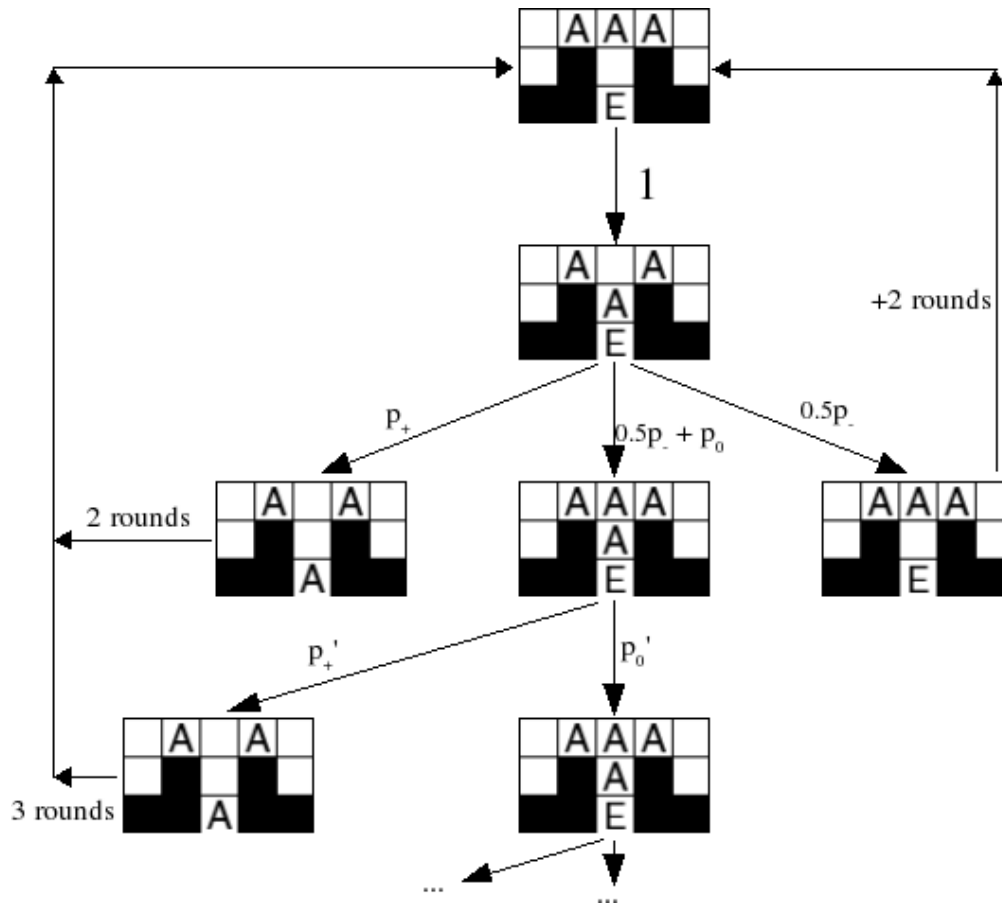 A A A
E
1
A A
A
E
+2 rounds
p₊
0.5p₋ + p₀
0.5p₋
A A
A
2 rounds
A A A
A
E
A A A
E
p₊'
p₀'
A A
A
3 rounds
A A A
A
E
...
...